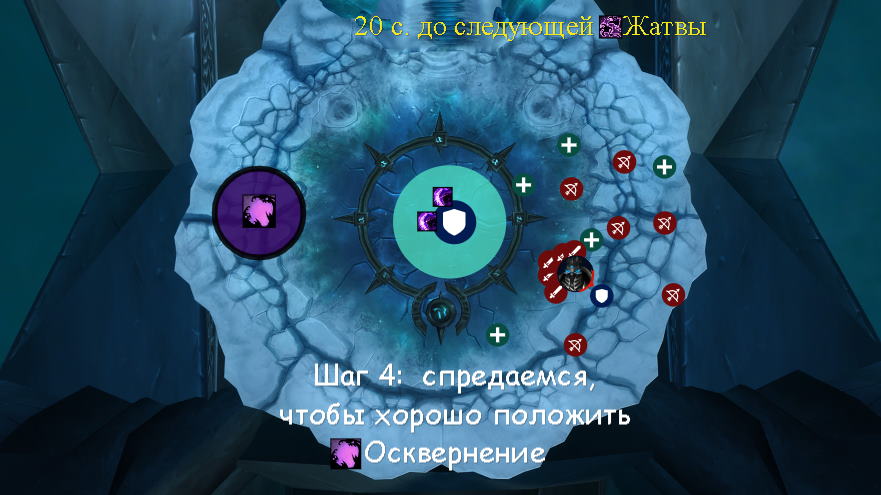 20 с. до следующей Жатвы
Шаг 4: спредаемся,
чтобы хорошо положить
Осквернение